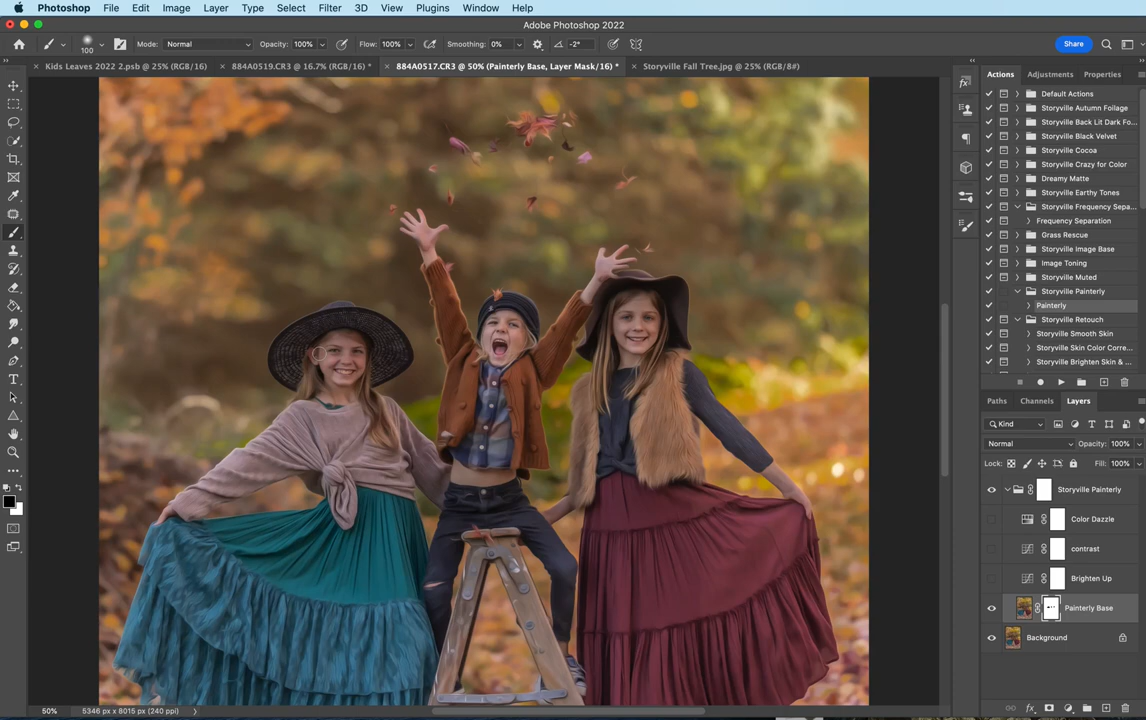 Photoshop File Edit Image Layer Type Select Filter 3D View Plugins Window Help
Adobe Photoshop 2022
100 Mode: Normal Opacity: 100% Flow: 100% Smoothing: 0% -2° Share
Kids Leaves 2022 2.psb @ 25% (RGB/16) 884A0519.CR3 @ 16.7% (RGB/16) * 884A0517.CR3 @ 50% (Painterly Base, Layer Mask/16) * Storyville Fall Tree.jpg @ 25% (RGB/8#)
Actions Adjustments Properties
Default Actions
Storyville Autumn Foliage
Storyville Back Lit Dark Fo...
Storyville Black Velvet
Storyville Cocoa
Storyville Crazy for Color
Dreamy Matte
Storyville Earthy Tones
Storyville Frequency Sepa...
Frequency Separation
Grass Rescue
Storyville Image Base
Image Toning
Storyville Muted
Storyville Painterly
Painterly
Storyville Retouch
Storyville Smooth Skin
Storyville Skin Color Corre...
Storyville Brighten Skin & ...
Paths Channels Layers
Kind
Normal Opacity: 100%
Lock: Fill: 100%
Storyville Painterly
Color Dazzle
contrast
Brighten Up
Painterly Base
Background
50% 5346 px x 8015 px (240 ppi)